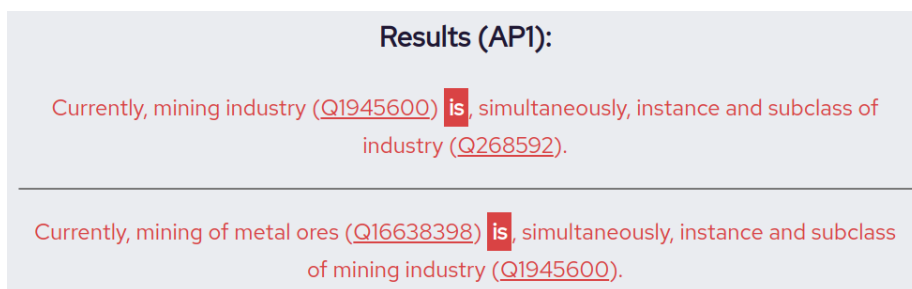 Results (AP1):
Currently, mining industry (Q1945600) is, simultaneously, instance and subclass of
industry (Q268592).
Currently, mining of metal ores (Q16638398) is, simultaneously, instance and subclass
of mining industry (Q1945600).